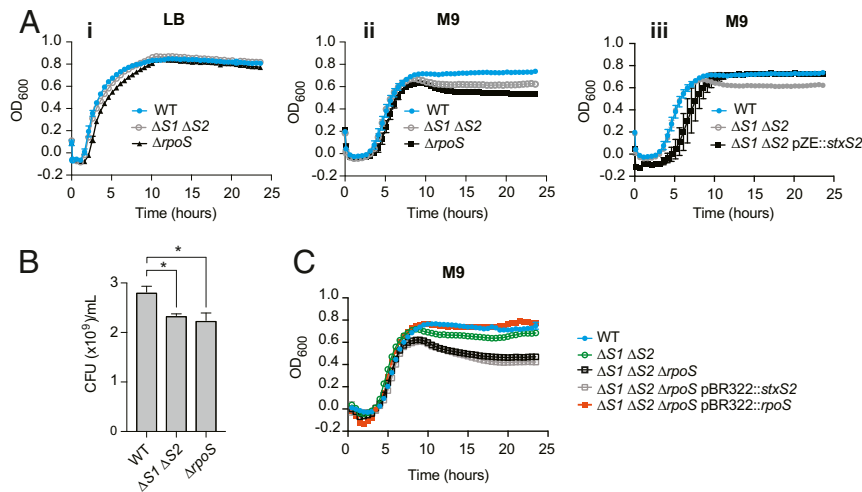 A
i
LB
OD600
1.0
0.8
0.6
0.4
0.2
0.0
-0.2
0 5 10 15 20 25
Time (hours)
WT
ΔS1 ΔS2
ΔrpoS
ii
M9
OD600
1.0
0.8
0.6
0.4
0.2
0.0
-0.2
0 5 10 15 20 25
Time (hours)
WT
ΔS1 ΔS2
ΔrpoS
iii
M9
OD600
1.0
0.8
0.6
0.4
0.2
0.0
-0.2
0 5 10 15 20 25
Time (hours)
WT
ΔS1 ΔS2
ΔS1 ΔS2 pZE::stxS2
B
CFU (x10⁹)/mL
3
2
1
0
* 
*
WT
ΔS1 ΔS2
ΔrpoS
C
M9
OD600
1.0
0.8
0.6
0.4
0.2
0.0
-0.2
0 5 10 15 20 25
Time (hours)
WT
ΔS1 ΔS2
ΔS1 ΔS2 ΔrpoS
ΔS1 ΔS2 ΔrpoS pBR322::stxS2
ΔS1 ΔS2 ΔrpoS pBR322::rpoS